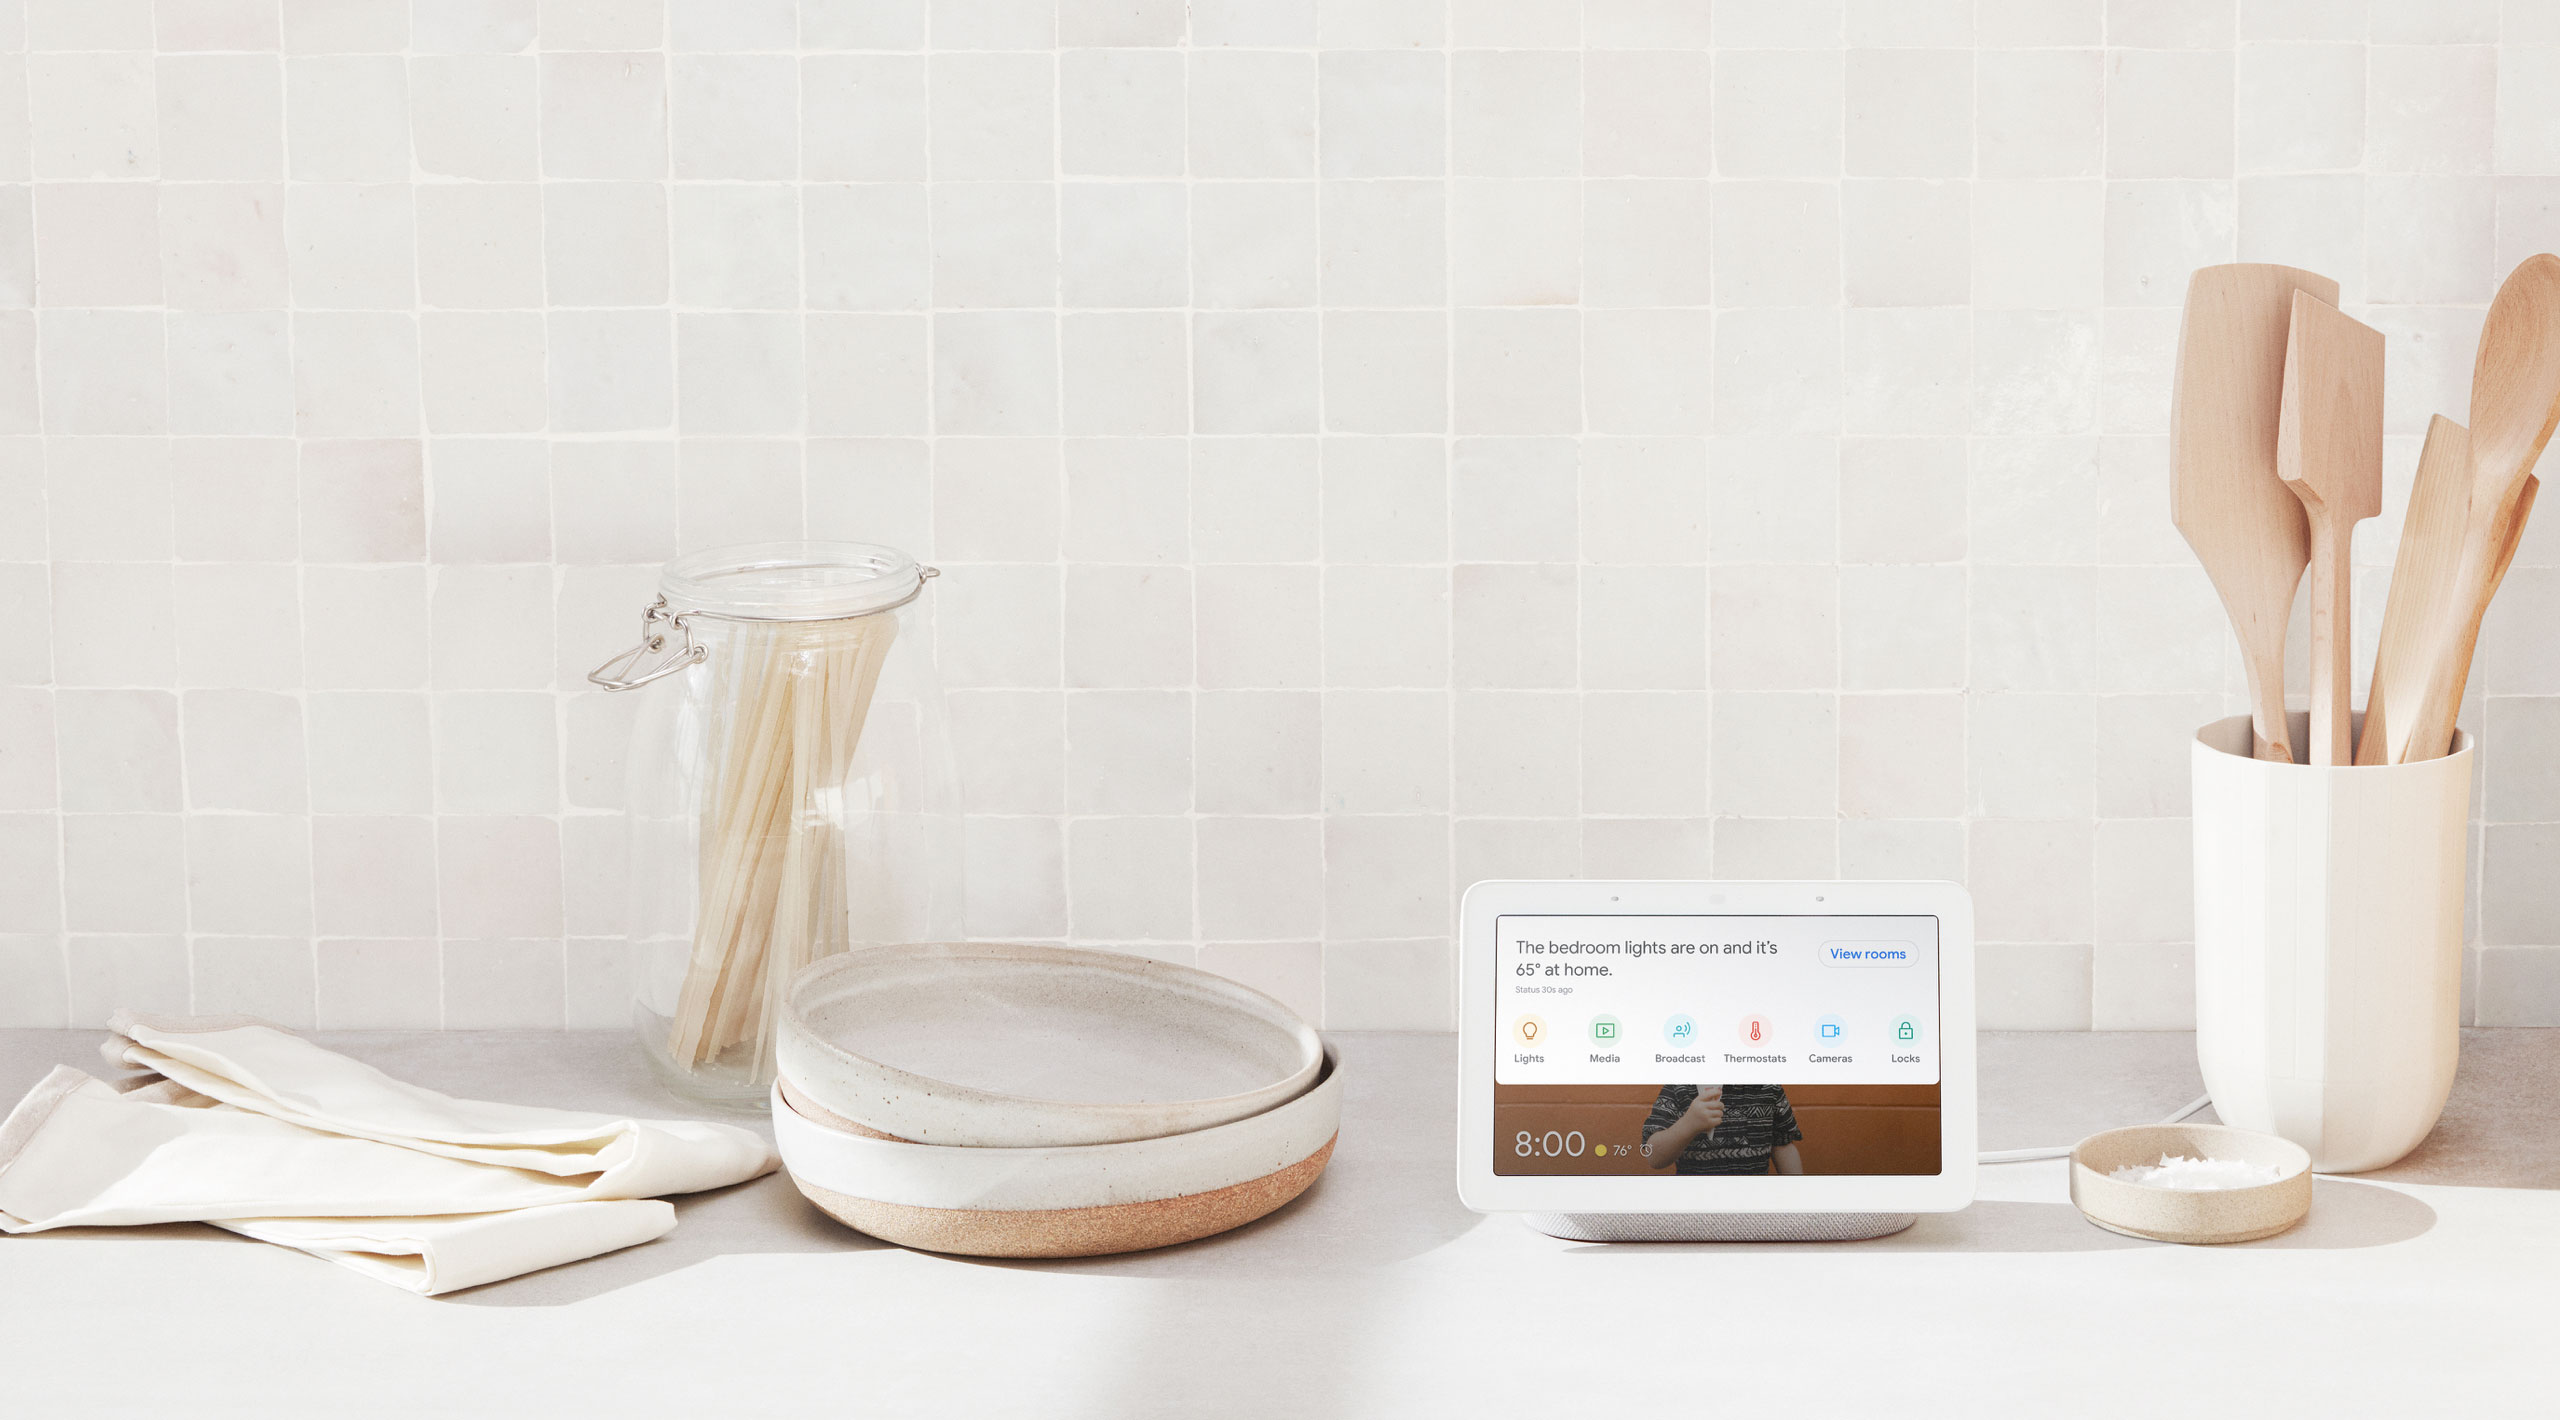 The bedroom lights are on and it's
65° at home.
View rooms
Status 30s ago
Lights
Media
Broadcast
Thermostats
Cameras
Locks
8:00
76°